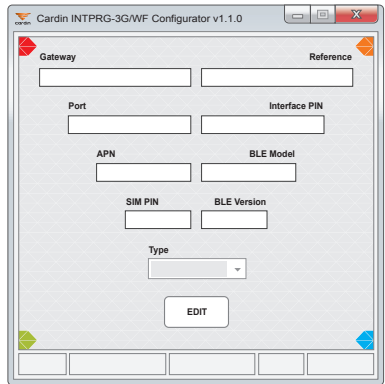 Cardin INTPRG-3G/WF Configurator v1.1.0
Gateway Reference
Port Interface PIN
APN BLE Model
SIM PIN BLE Version
Type
EDIT